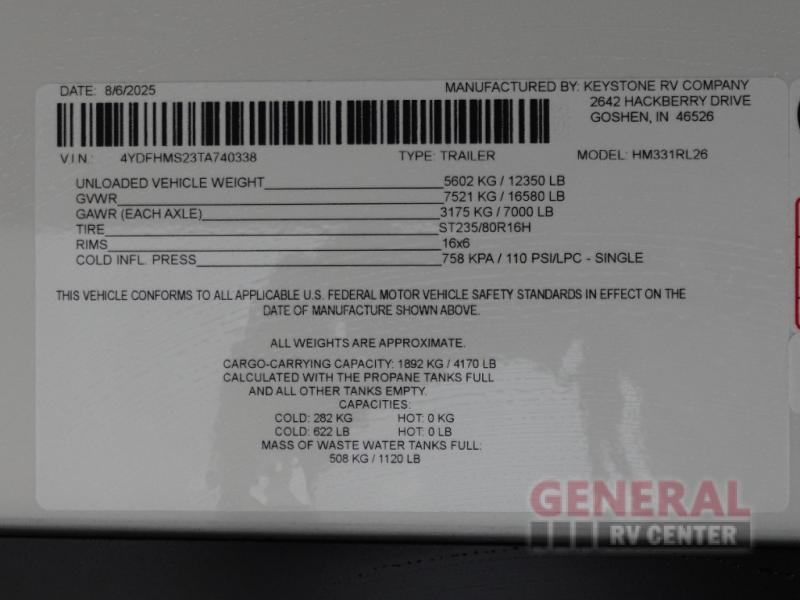 DATE: 8/6/2025
MANUFACTURED BY: KEYSTONE RV COMPANY
2642 HACKBERRY DRIVE
GOSHEN, IN 46526
V.I.N.: 4YDFHMS23TA740338 TYPE: TRAILER MODEL: HM331RL26
UNLOADED VEHICLE WEIGHT 5602 KG / 12350 LB
GVWR 7521 KG / 16580 LB
GAWR (EACH AXLE) 3175 KG / 7000 LB
TIRE ST235/80R16H
RIMS 16x6
COLD INFL. PRESS 758 KPA / 110 PSI/LPC - SINGLE
THIS VEHICLE CONFORMS TO ALL APPLICABLE U.S. FEDERAL MOTOR VEHICLE SAFETY STANDARDS IN EFFECT ON THE
DATE OF MANUFACTURE SHOWN ABOVE.
ALL WEIGHTS ARE APPROXIMATE.
CARGO-CARRYING CAPACITY: 1892 KG / 4170 LB
CALCULATED WITH THE PROPANE TANKS FULL
AND ALL OTHER TANKS EMPTY.
CAPACITIES:
COLD: 282 KG HOT: 0 KG
COLD: 622 LB HOT: 0 LB
MASS OF WASTE WATER TANKS FULL:
508 KG / 1120 LB
GENERAL
RV CENTER